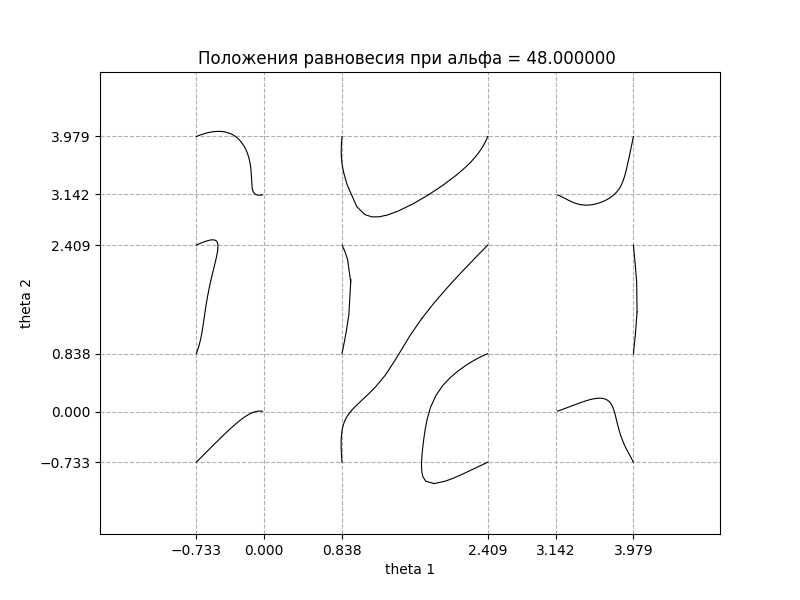 Положения равновесия при альфа = 48.000000
3.979
3.142
2.409
0.838
0.000
−0.733
theta 2
−0.733 0.000 0.838 2.409 3.142 3.979
theta 1